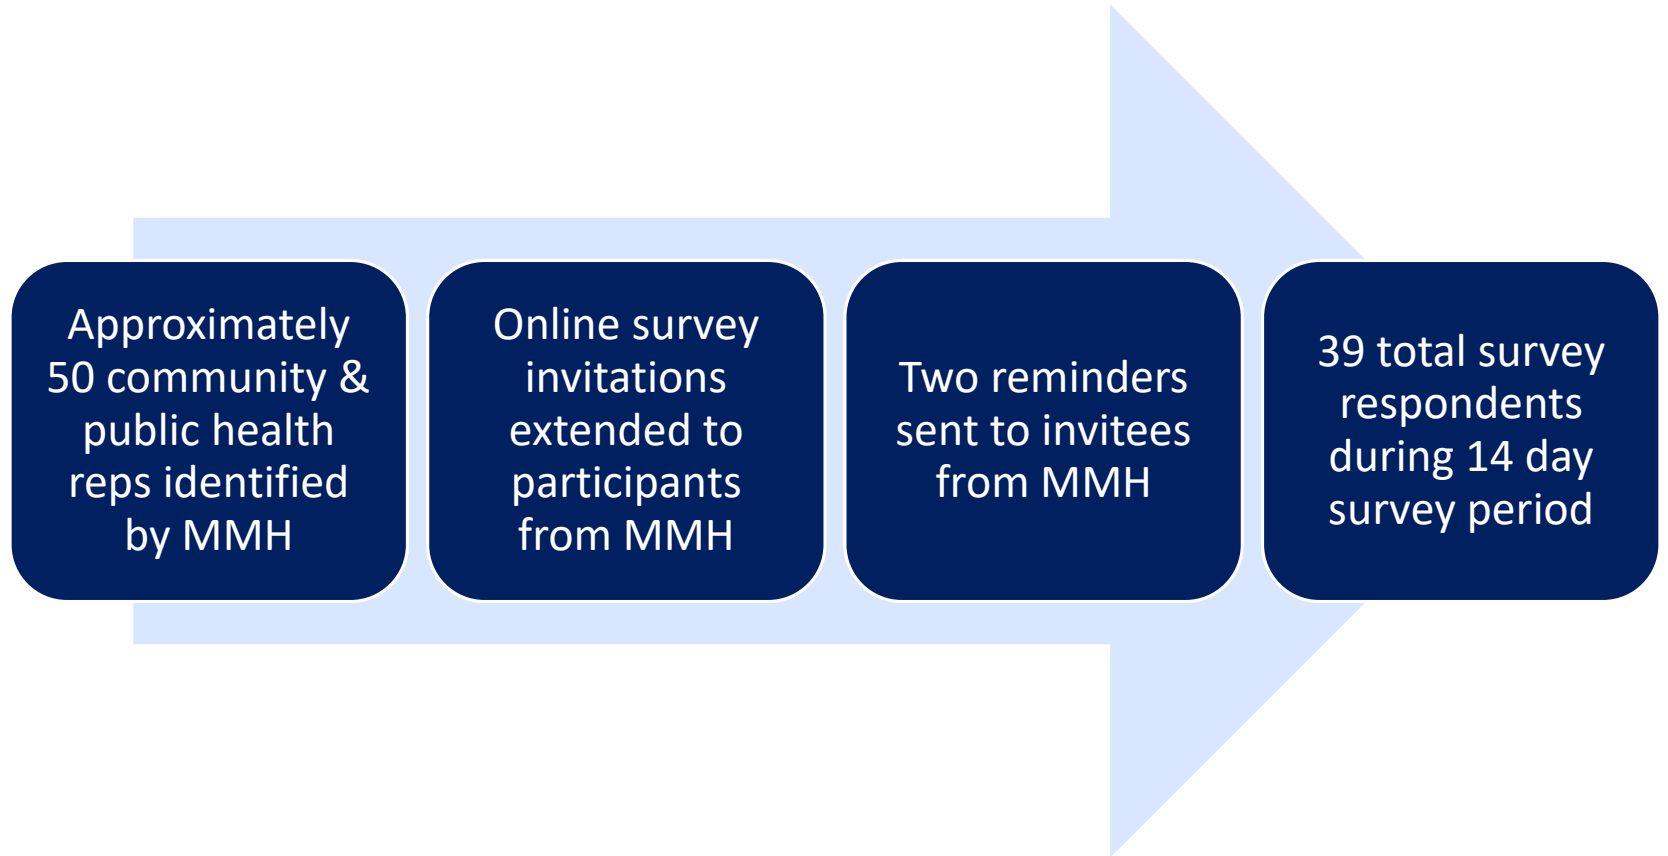 Approximately
50 community &
public health
reps identified
by MMH
Online survey
invitations
extended to
participants
from MMH
Two reminders
sent to invitees
from MMH
39 total survey
respondents
during 14 day
survey period